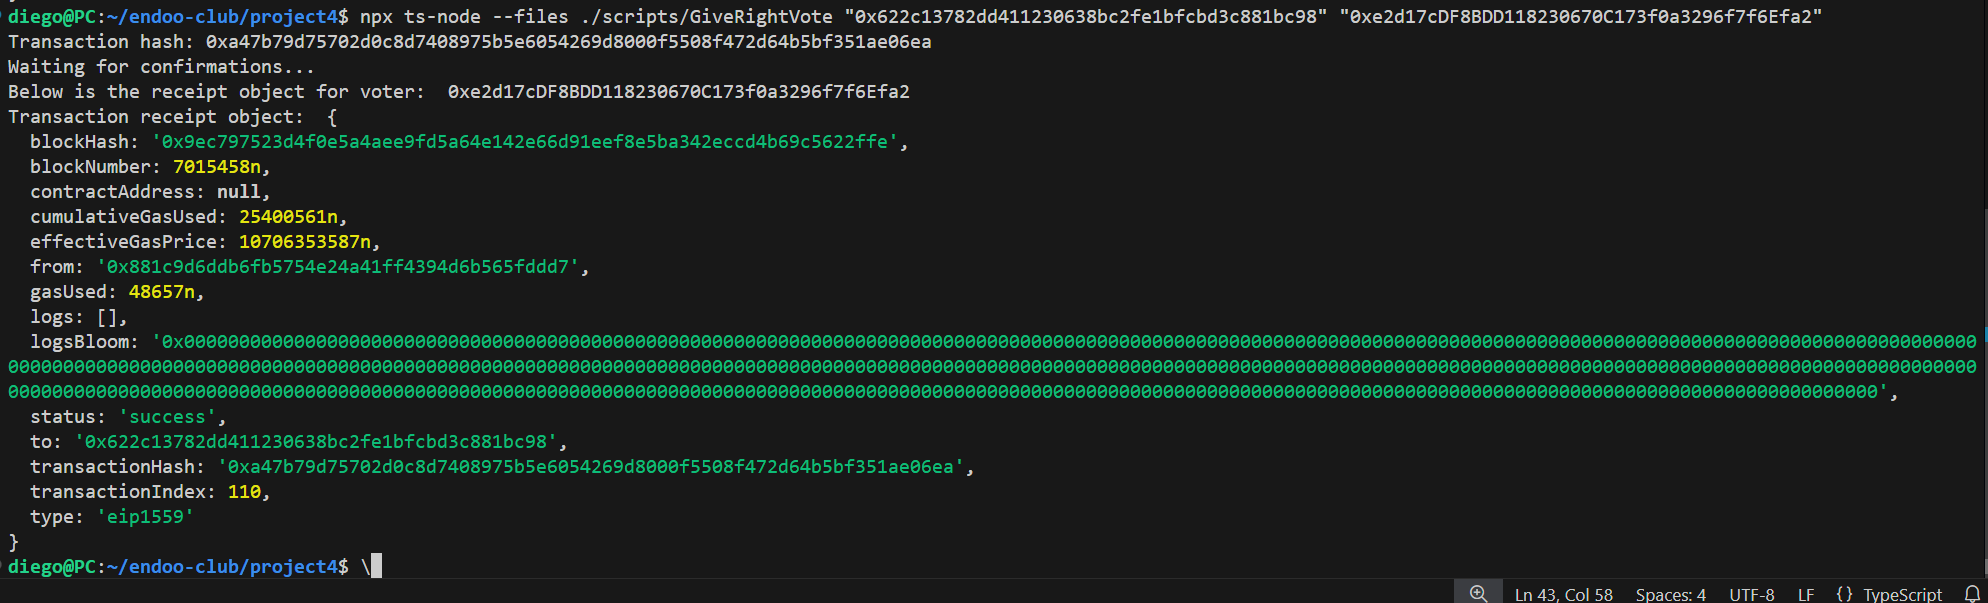 diego@PC:~/endoo-club/project4$ npx ts-node --files ./scripts/GiveRightVote "0x622c13782dd411230638bc2fe1bfcbd3c881bc98" "0xe2d17cDF8BDD118230670C173f0a3296f7f6Efa2"
Transaction hash: 0xa47b79d75702d0c8d7408975b5e6054269d8000f5508f472d64b5bf351ae06ea
Waiting for confirmations...
Below is the receipt object for voter:  0xe2d17cDF8BDD118230670C173f0a3296f7f6Efa2
Transaction receipt object:  {
  blockHash: '0x9ec797523d4f0e5a4aee9fd5a64e142e66d91eef8e5ba342eccd4b69c5622ffe',
  blockNumber: 7015458n,
  contractAddress: null,
  cumulativeGasUsed: 25400561n,
  effectiveGasPrice: 10706353587n,
  from: '0x881c9d6ddb6fb5754e24a41ff4394d6b565fddd7',
  gasUsed: 48657n,
  logs: [],
  logsBloom: '0x0000000000000000000000000000000000000000000000000000000000000000000000000000000000000000000000000000000000000000000000000000000000000000000000000000000000000000000
00000000000000000000000000000000000000000000000000000000000000000000000000000000000000000000000000000000000000000000000000000000000000000000000000000000000000000000000000000000000
00000000000000000000000000000000000000000000000000000000000000000000000000000000000000000000000000000000000000000000000000000000000000000000000000000000000000000000000000',
  status: 'success',
  to: '0x622c13782dd411230638bc2fe1bfcbd3c881bc98',
  transactionHash: '0xa47b79d75702d0c8d7408975b5e6054269d8000f5508f472d64b5bf351ae06ea',
  transactionIndex: 110,
  type: 'eip1559'
}
diego@PC:~/endoo-club/project4$ \
Ln 43, Col 58 Spaces: 4 UTF-8 LF {} TypeScript